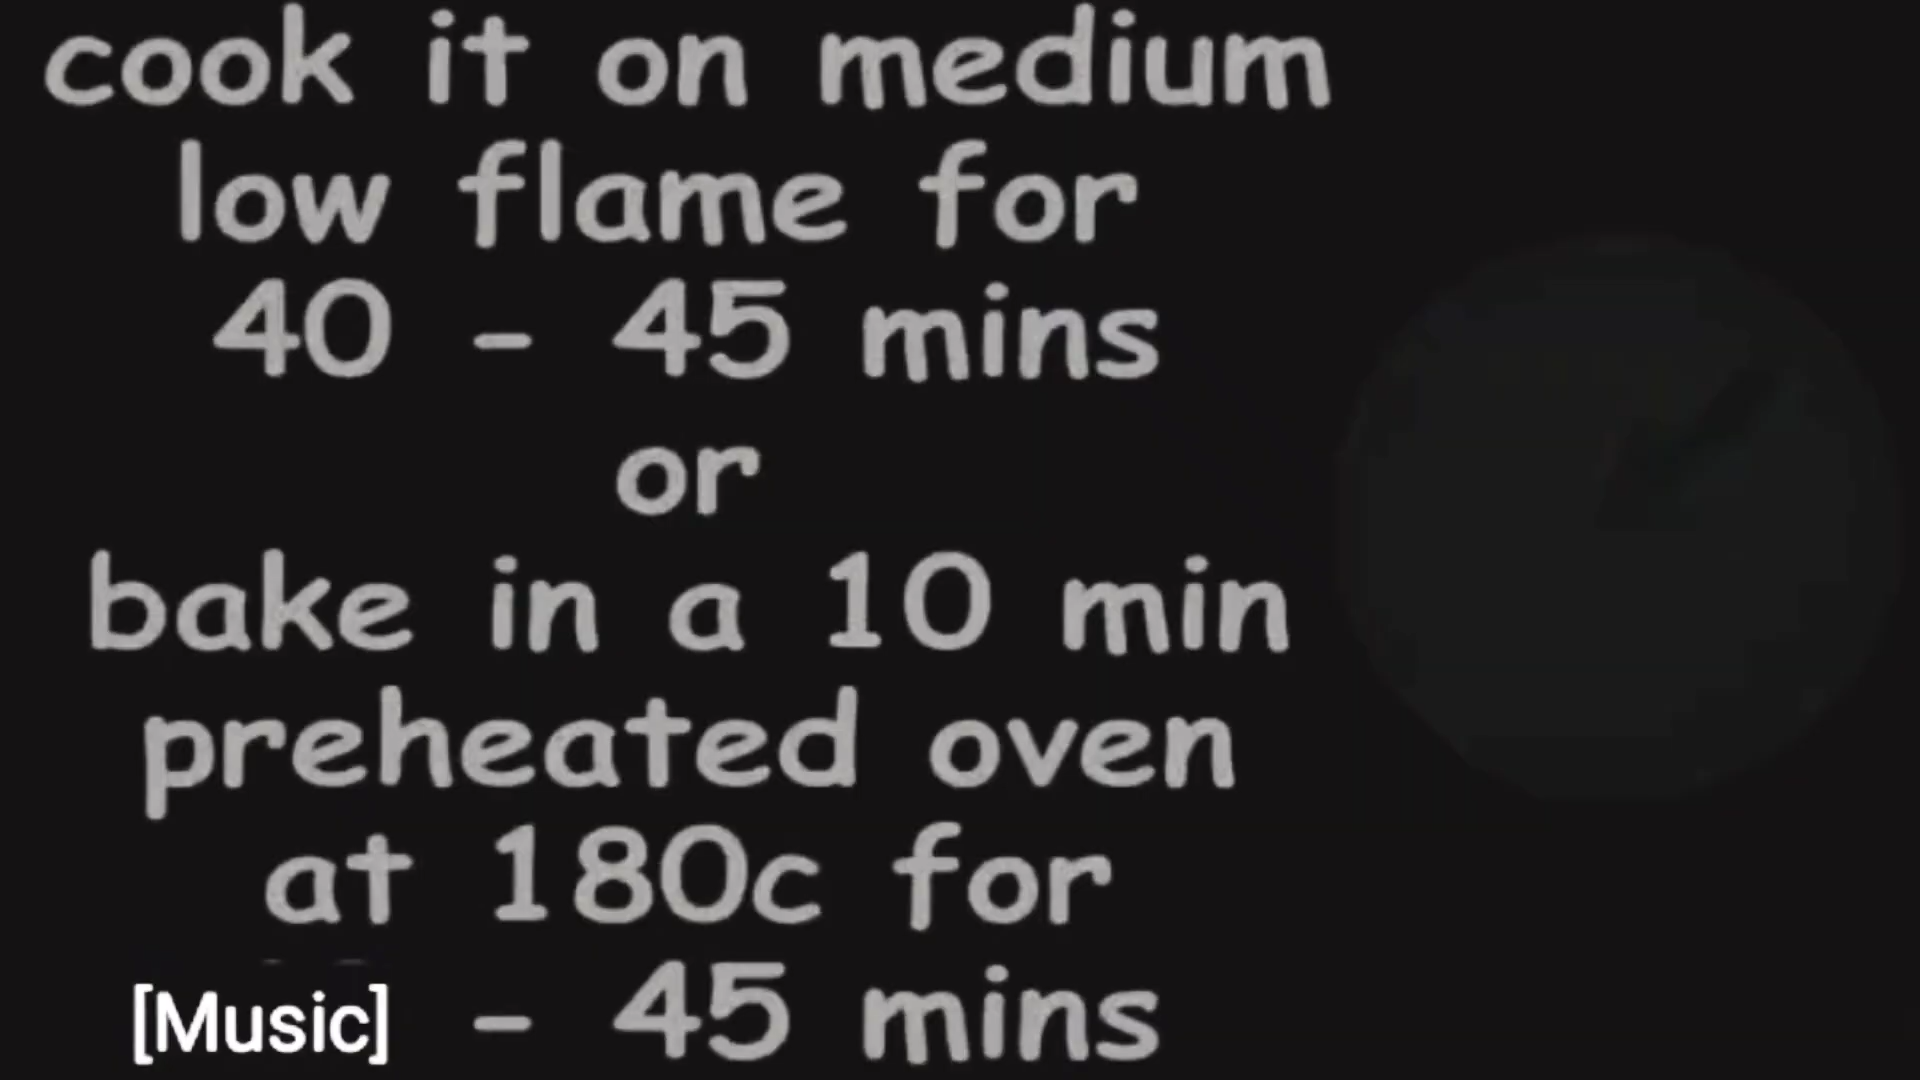 cook it on medium
low flame for
40 - 45 mins
or
bake in a 10 min
preheated oven
at 180c for
[Music] - 45 mins